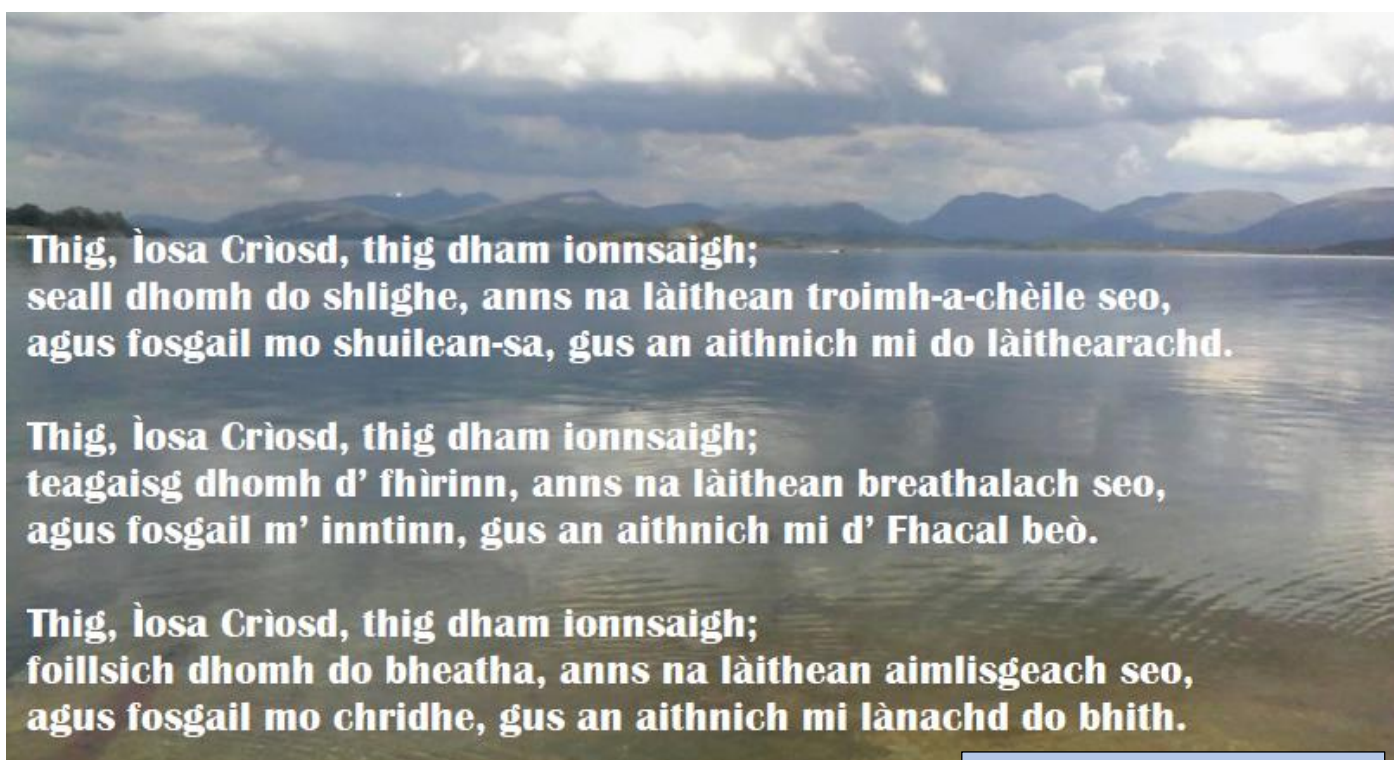 Thig, Ìosa Crìosd, thig dham ionnsaigh;
seall dhomh do shlighe, anns na làithean troimh-a-chèile seo,
agus fosgail mo shuilean-sa, gus an aithnich mi do làithearachd.
Thig, Ìosa Crìosd, thig dham ionnsaigh;
teagaisg dhomh d’ fhìrinn, anns na làithean breathalach seo,
agus fosgail m’ inntinn, gus an aithnich mi d’ Fhacal beò.
Thig, Ìosa Crìosd, thig dham ionnsaigh;
foillsich dhomh do bheatha, anns na làithean aimlisgeach seo,
agus fosgail mo chridhe, gus an aithnich mi lànachd do bhith.